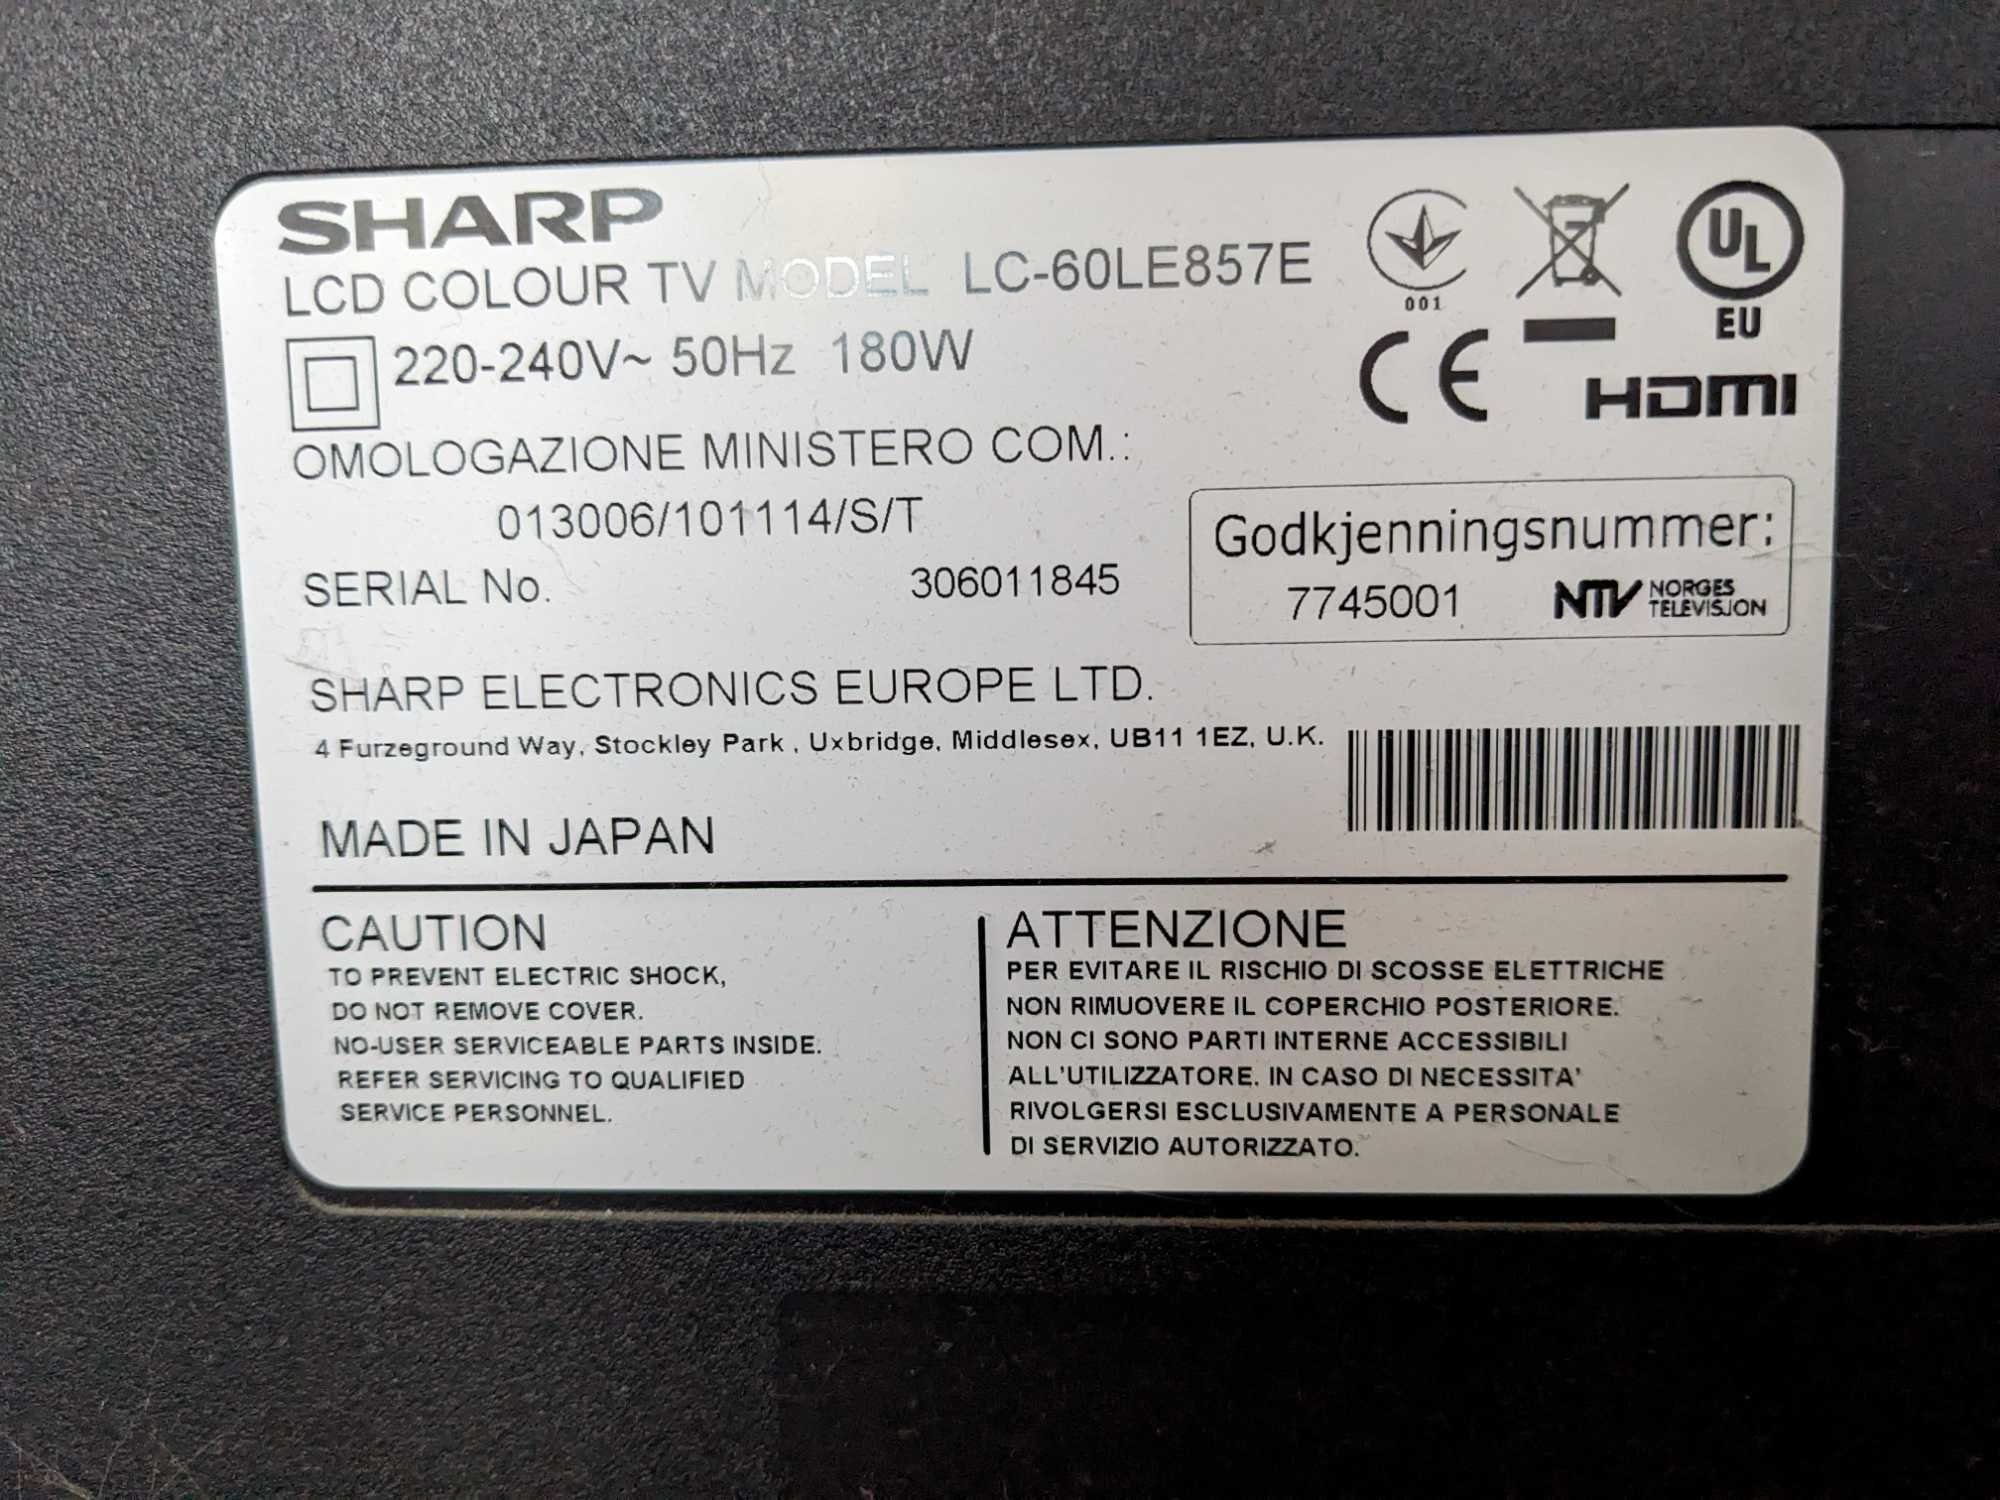 SHARP
LCD COLOUR TV MODEL LC-60LE857E
220-240V~ 50Hz 180W
OMOLOGAZIONE MINISTERO COM.:
013006/101114/S/T
SERIAL No. 306011845
001
CE
UL
EU
HDMI
Godkjenningsnummer:
7745001 NTV NORGES
TELEVISJON
SHARP ELECTRONICS EUROPE LTD.
4 Furzeground Way, Stockley Park , Uxbridge, Middlesex, UB11 1EZ, U.K.
MADE IN JAPAN
CAUTION
TO PREVENT ELECTRIC SHOCK,
DO NOT REMOVE COVER.
NO-USER SERVICEABLE PARTS INSIDE.
REFER SERVICING TO QUALIFIED
SERVICE PERSONNEL.
ATTENZIONE
PER EVITARE IL RISCHIO DI SCOSSE ELETTRICHE
NON RIMUOVERE IL COPERCHIO POSTERIORE.
NON CI SONO PARTI INTERNE ACCESSIBILI
ALL'UTILIZZATORE. IN CASO DI NECESSITA'
RIVOLGERSI ESCLUSIVAMENTE A PERSONALE
DI SERVIZIO AUTORIZZATO.